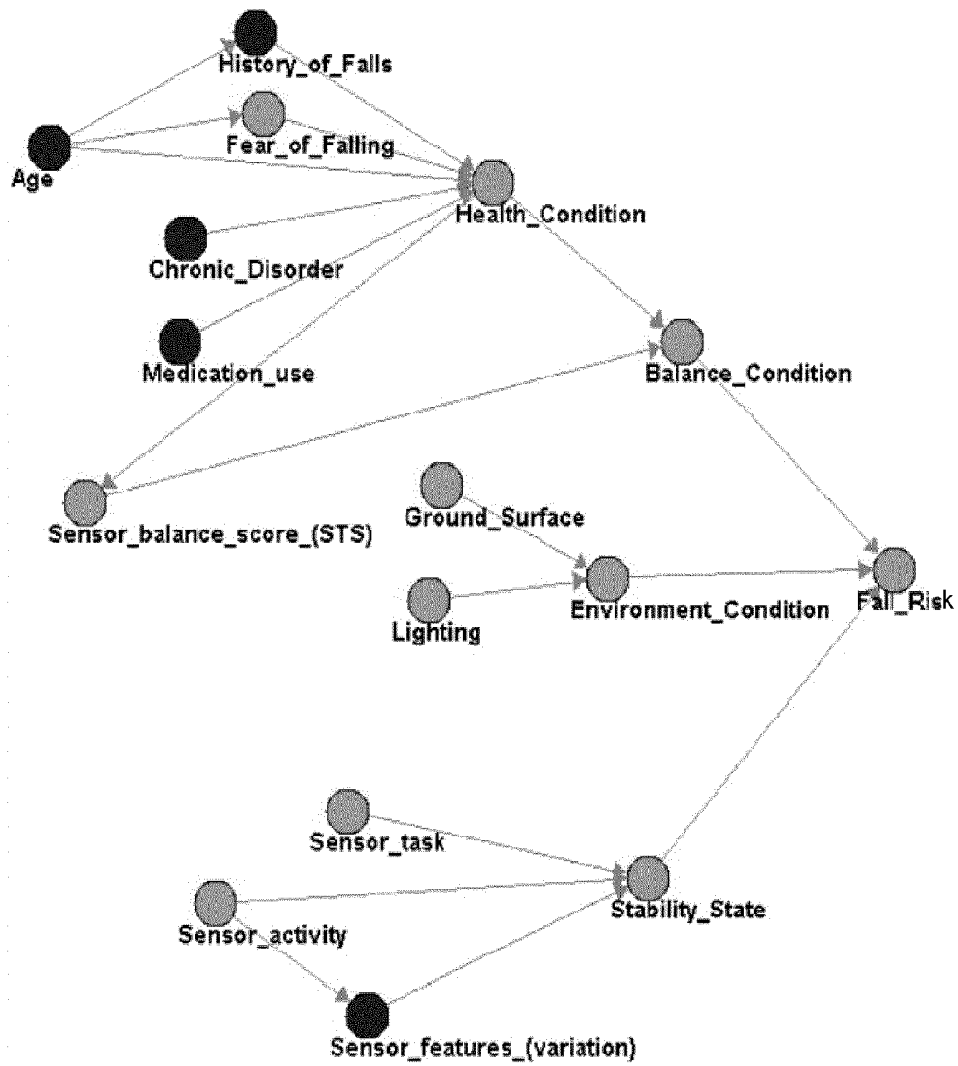 History_of_Falls
Fear_of_Falling
Age
Health_Condition
Chronic_Disorder
Medication_use
Balance_Condition
Sensor_balance_score_(STS)
Ground_Surface
Environment_Condition
Fall_Risk
Lighting
Sensor_task
Stability_State
Sensor_activity
Sensor_features_(variation)